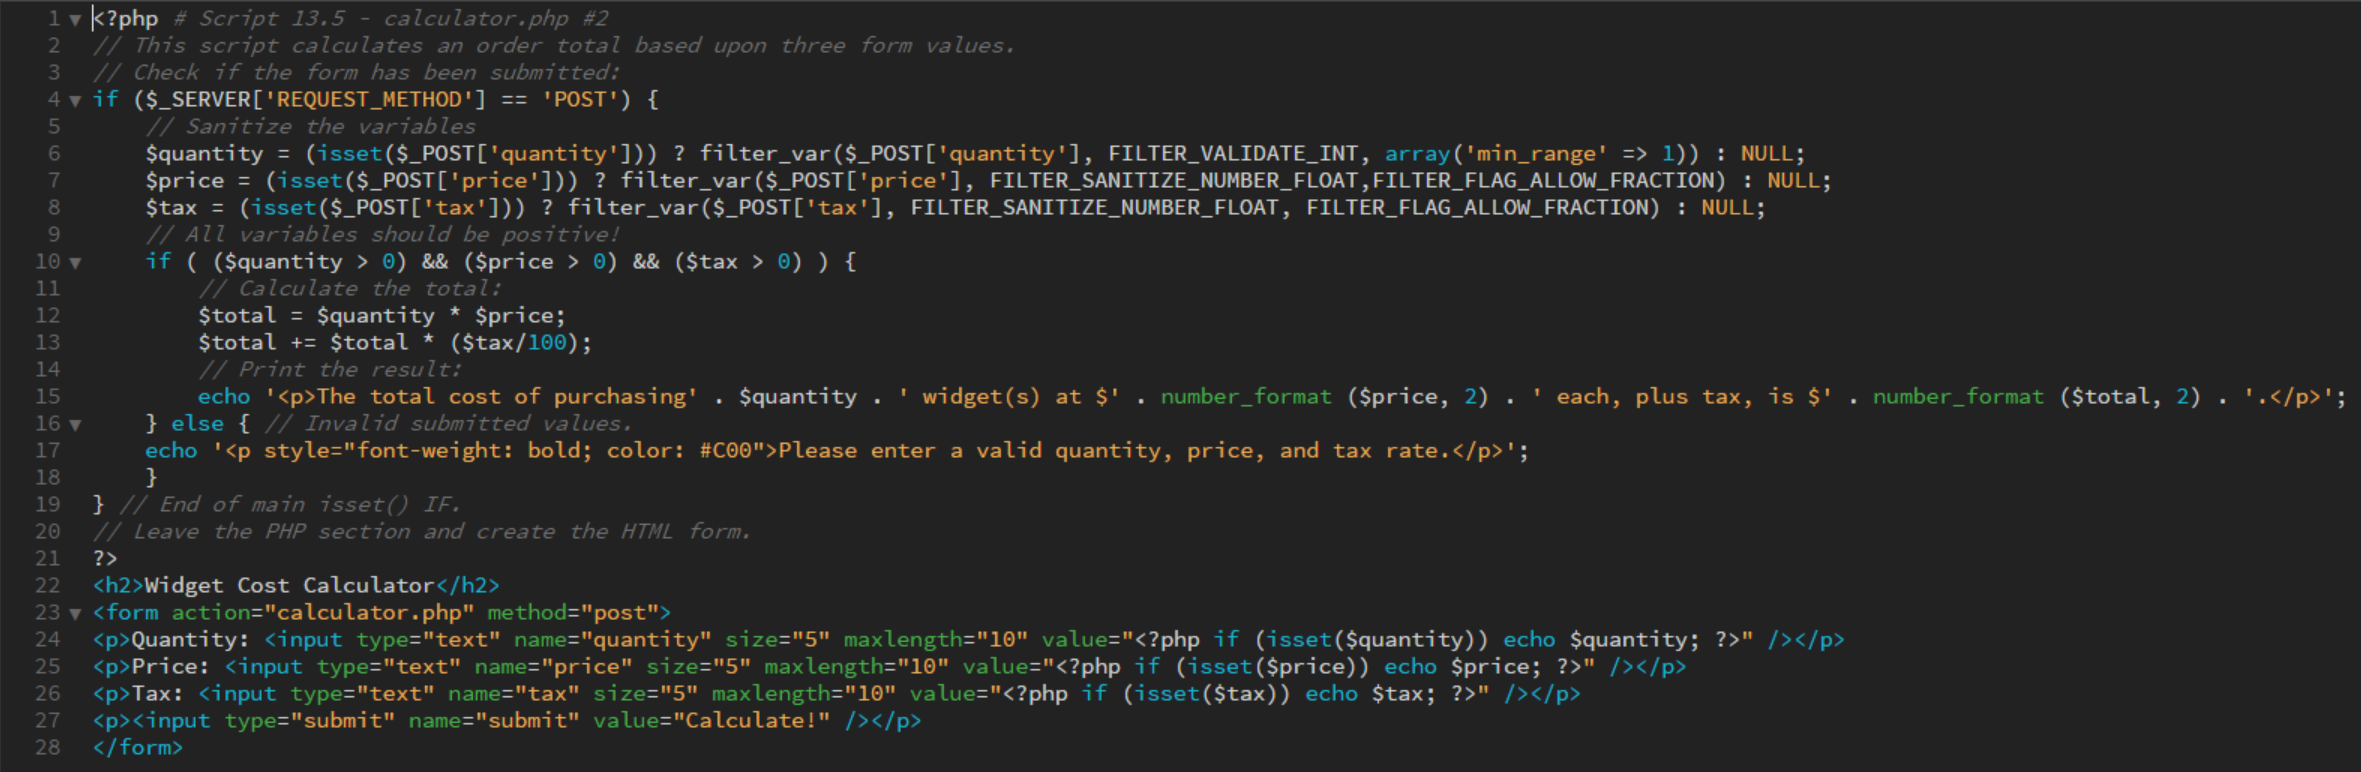 1 ▼ <?php # Script 13.5 - calculator.php #2
2 // This script calculates an order total based upon three form values.
3 // Check if the form has been submitted:
4 ▼ if ($_SERVER['REQUEST_METHOD'] == 'POST') {
5     // Sanitize the variables
6     $quantity = (isset($_POST['quantity'])) ? filter_var($_POST['quantity'], FILTER_VALIDATE_INT, array('min_range' => 1)) : NULL;
7     $price = (isset($_POST['price'])) ? filter_var($_POST['price'], FILTER_SANITIZE_NUMBER_FLOAT,FILTER_FLAG_ALLOW_FRACTION) : NULL;
8     $tax = (isset($_POST['tax'])) ? filter_var($_POST['tax'], FILTER_SANITIZE_NUMBER_FLOAT, FILTER_FLAG_ALLOW_FRACTION) : NULL;
9     // All variables should be positive!
10 ▼     if ( ($quantity > 0) && ($price > 0) && ($tax > 0) ) {
11         // Calculate the total:
12         $total = $quantity * $price;
13         $total += $total * ($tax/100);
14         // Print the result:
15         echo '<p>The total cost of purchasing' . $quantity . ' widget(s) at $' . number_format ($price, 2) . ' each, plus tax, is $' . number_format ($total, 2) . '.</p>';
16 ▼     } else { // Invalid submitted values.
17     echo '<p style="font-weight: bold; color: #C00">Please enter a valid quantity, price, and tax rate.</p>';
18     }
19 } // End of main isset() IF.
20 // Leave the PHP section and create the HTML form.
21 ?>
22 <h2>Widget Cost Calculator</h2>
23 ▼ <form action="calculator.php" method="post">
24 <p>Quantity: <input type="text" name="quantity" size="5" maxlength="10" value="<?php if (isset($quantity)) echo $quantity; ?>" /></p>
25 <p>Price: <input type="text" name="price" size="5" maxlength="10" value="<?php if (isset($price)) echo $price; ?>" /></p>
26 <p>Tax: <input type="text" name="tax" size="5" maxlength="10" value="<?php if (isset($tax)) echo $tax; ?>" /></p>
27 <p><input type="submit" name="submit" value="Calculate!" /></p>
28 </form>